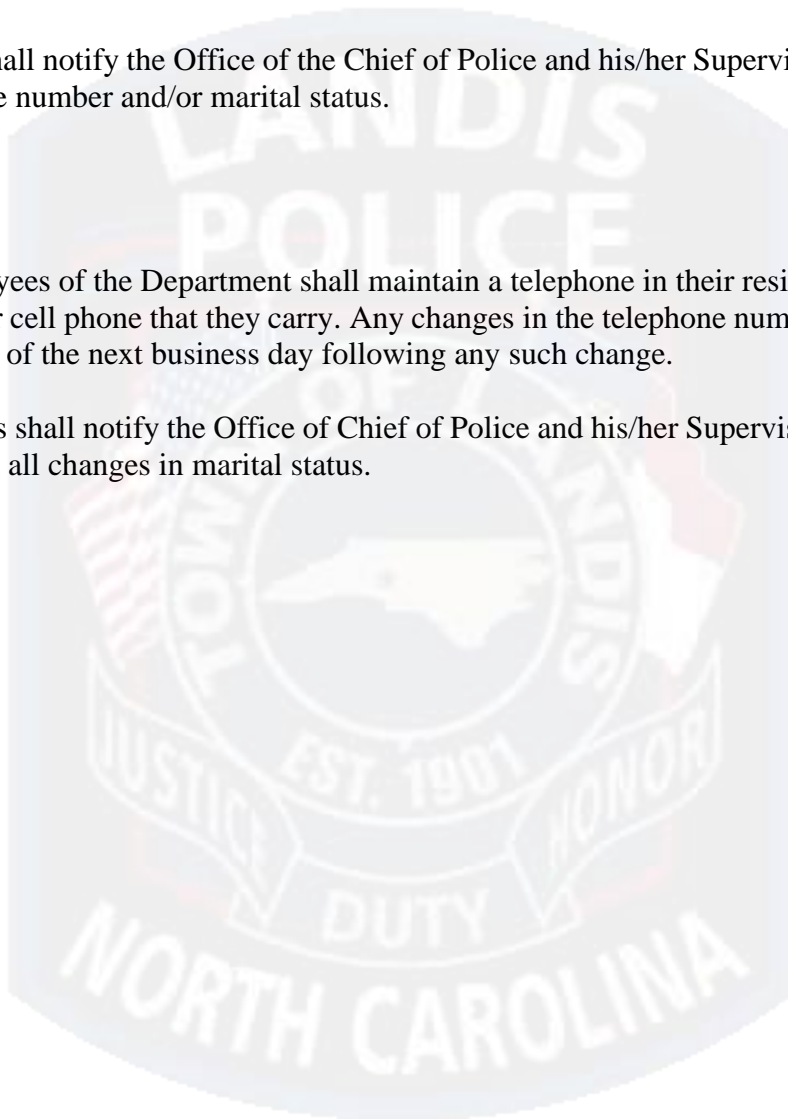 all notify the Office of the Chief of Police and his/her Supervi
e number and/or marital status.
yees of the Department shall maintain a telephone in their resi
r cell phone that they carry. Any changes in the telephone num
of the next business day following any such change.
s shall notify the Office of Chief of Police and his/her Supervis
all changes in marital status.
LANDIS
POLICE
TOWN OF LANDIS
EST. 1901
JUSTICE
DUTY
HONOR
NORTH CAROLINA